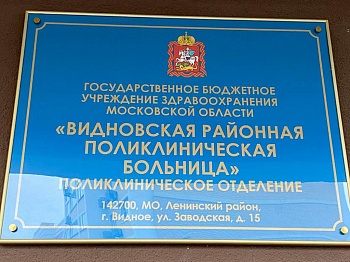 ГОСУДАРСТВЕННОЕ БЮДЖЕТНОЕ
УЧРЕЖДЕНИЕ ЗДРАВООХРАНЕНИЯ
МОСКОВСКОЙ ОБЛАСТИ
«ВИДНОВСКАЯ РАЙОННАЯ
ПОЛИКЛИНИЧЕСКАЯ
БОЛЬНИЦА»
ПОЛИКЛИНИЧЕСКОЕ ОТДЕЛЕНИЕ
142700, МО, Ленинский район,
г. Видное, ул. Заводская, д. 15